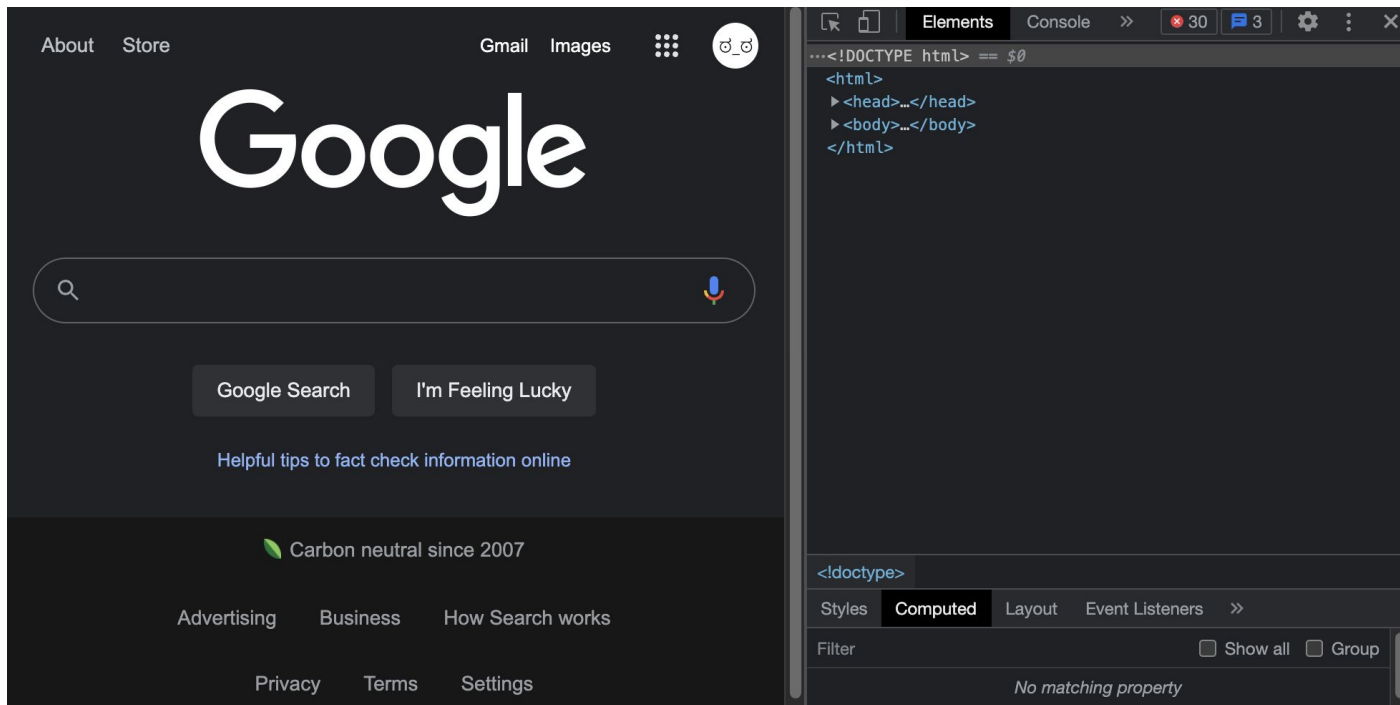 About Store Gmail Images ಠ_ಠ
Google
Google Search I'm Feeling Lucky
Helpful tips to fact check information online
Carbon neutral since 2007
Advertising Business How Search works
Privacy Terms Settings
Elements Console » 30 3
…<!DOCTYPE html> == $0
<html>
<head>…</head>
<body>…</body>
</html>
<!doctype>
Styles Computed Layout Event Listeners »
Filter Show all Group
No matching property